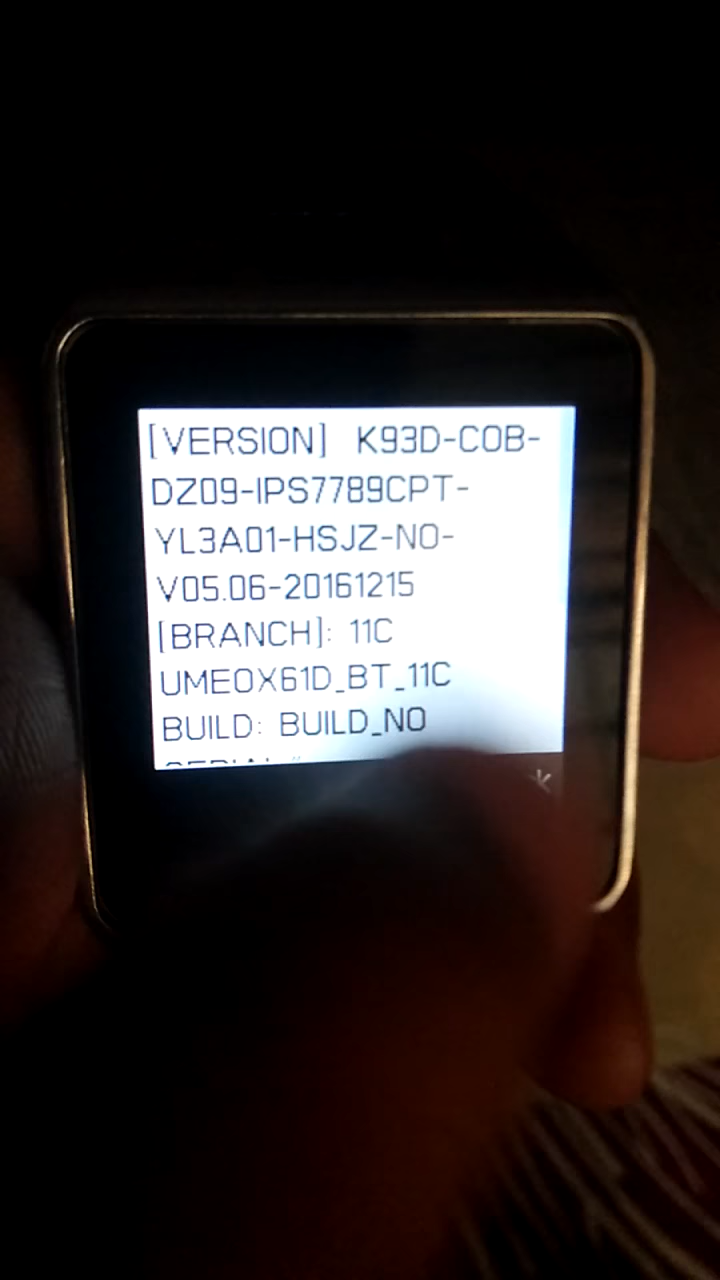 [VERSION] K93D-COB-
DZ09-IPS7789CPT-
YL3A01-HSJZ-NO-
V05.06-20161215
[BRANCH]: 11C
UMEOX61D_BT_11C
BUILD: BUILD_NO